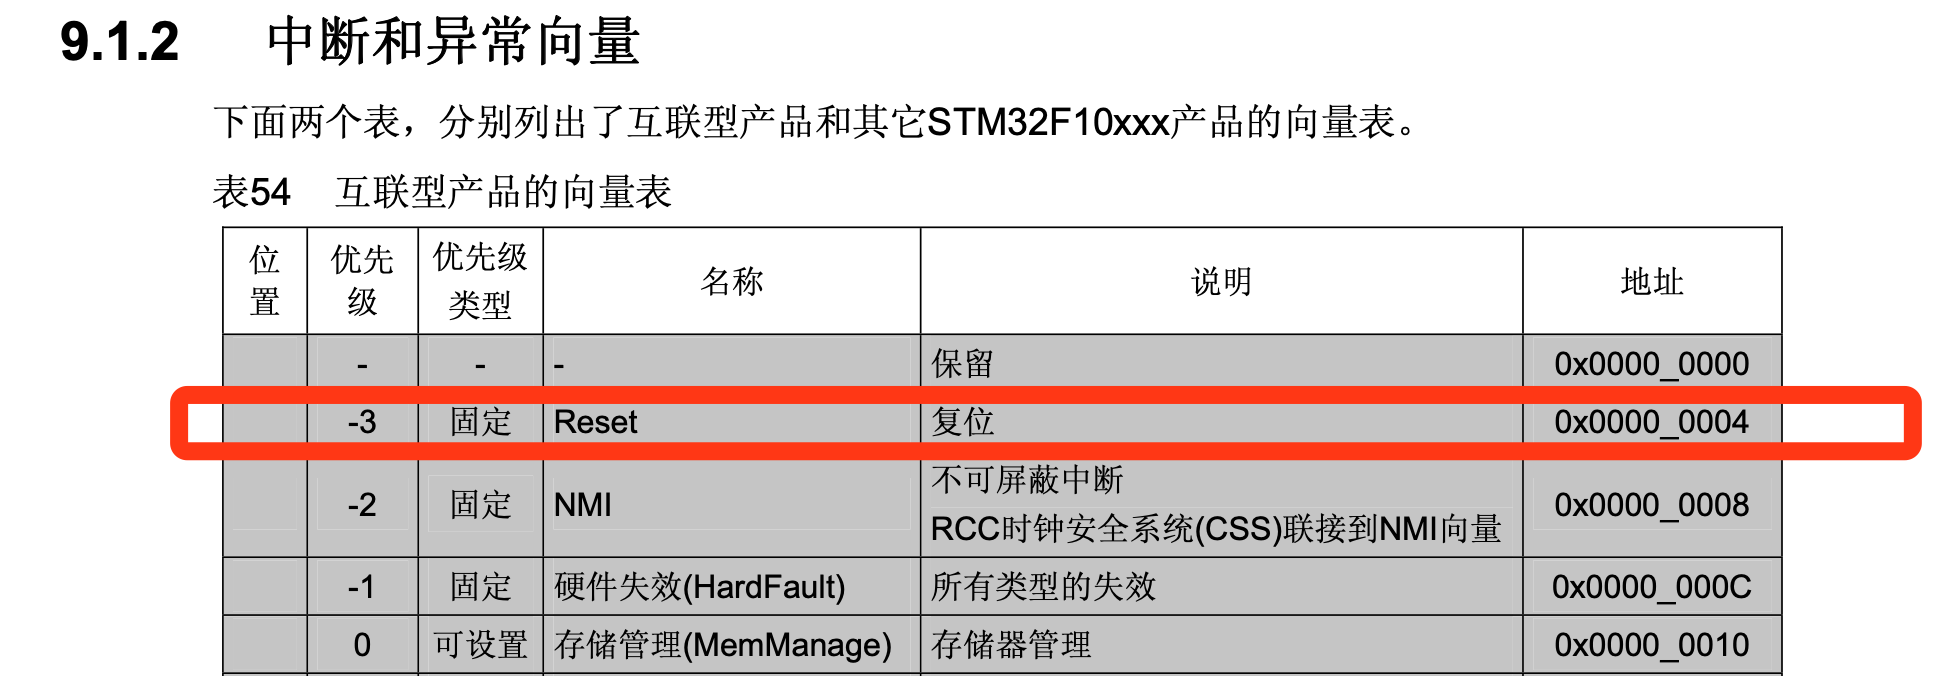 9.1.2 中断和异常向量
下面两个表，分别列出了互联型产品和其它STM32F10xxx产品的向量表。
表54 互联型产品的向量表
位置 优先级 优先级类型 名称 说明 地址
- - - 保留 0x0000_0000
-3 固定 Reset 复位 0x0000_0004
-2 固定 NMI 不可屏蔽中断
RCC时钟安全系统(CSS)联接到NMI向量 0x0000_0008
-1 固定 硬件失效(HardFault) 所有类型的失效 0x0000_000C
0 可设置 存储管理(MemManage) 存储器管理 0x0000_0010